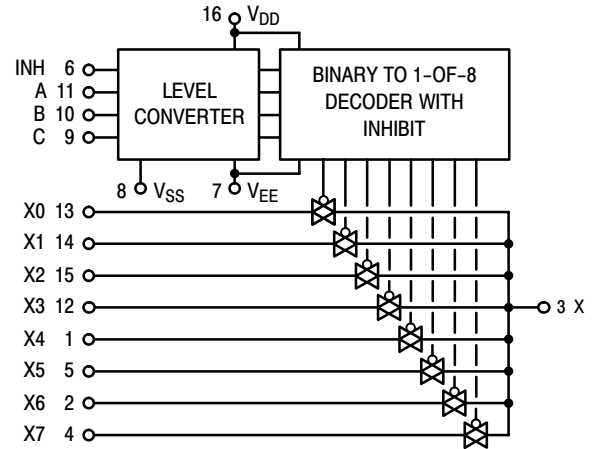 16 VDD
INH 6
A 11
B 10
C 9
LEVEL
CONVERTER
BINARY TO 1-OF-8
DECODER WITH
INHIBIT
8 VSS
7 VEE
X0 13
X1 14
X2 15
X3 12
X4 1
X5 5
X6 2
X7 4
3 X